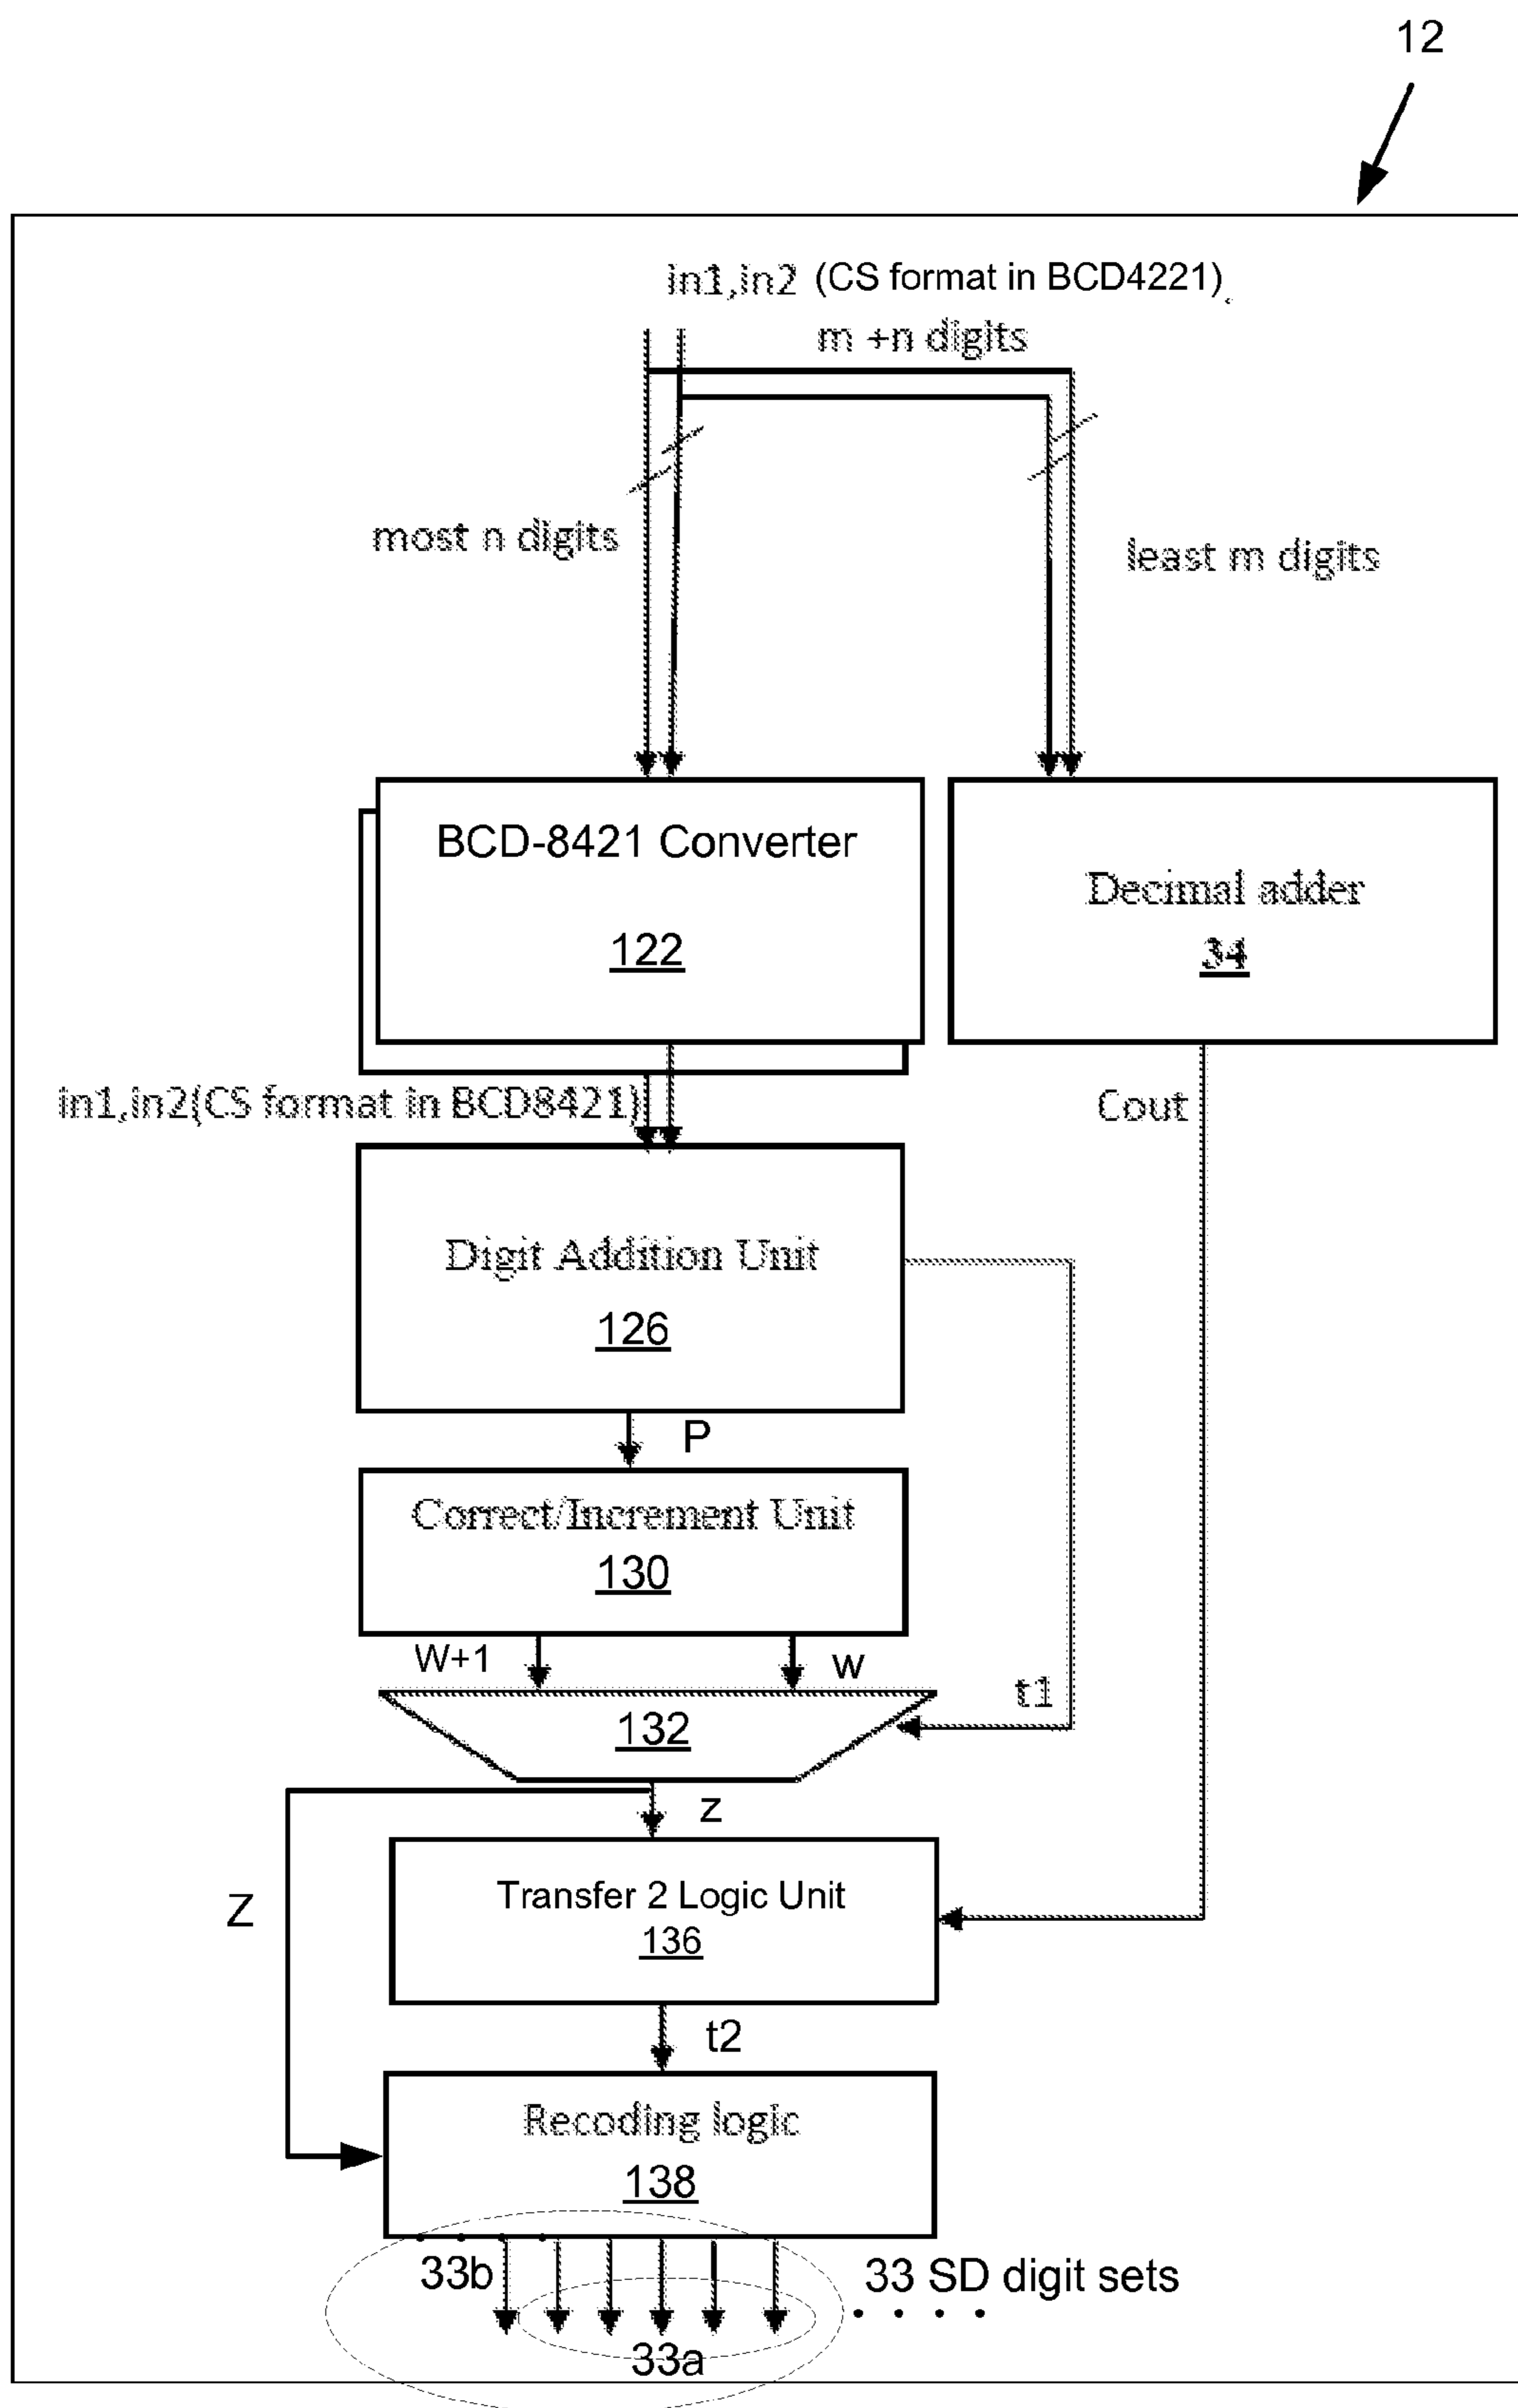 12
in1,in2 (CS format in BCD4221)
m +n digits
most n digits
least m digits
BCD-8421 Converter
122
Decimal adder
34
in1,in2(CS format in BCD8421)
Cout
Digit Addition Unit
126
P
Correct/Increment Unit
130
W+1
w
t1
132
z
Z
Transfer 2 Logic Unit
136
t2
Recoding logic
138
33b
33 SD digit sets
33a